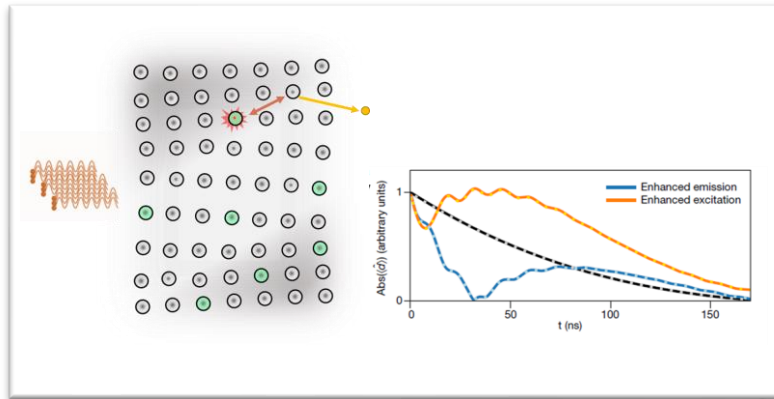 Enhanced emission
Enhanced excitation
Abs⟨σ̂⟩ (arbitrary units)
1
0
0
50
100
150
t (ns)